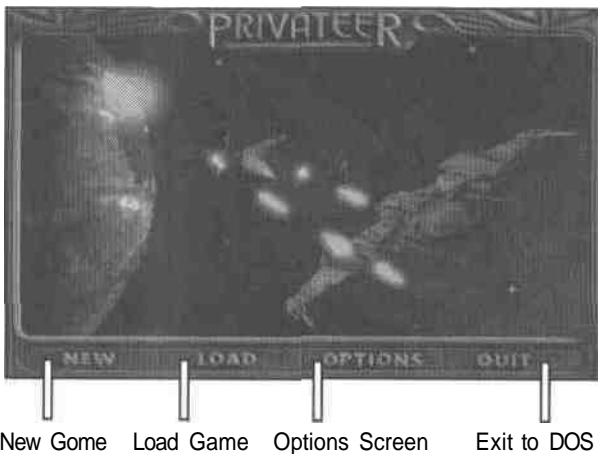 PRIVATEER
NEW LOAD OPTIONS QUIT
New Gome Load Game Options Screen Exit to DOS